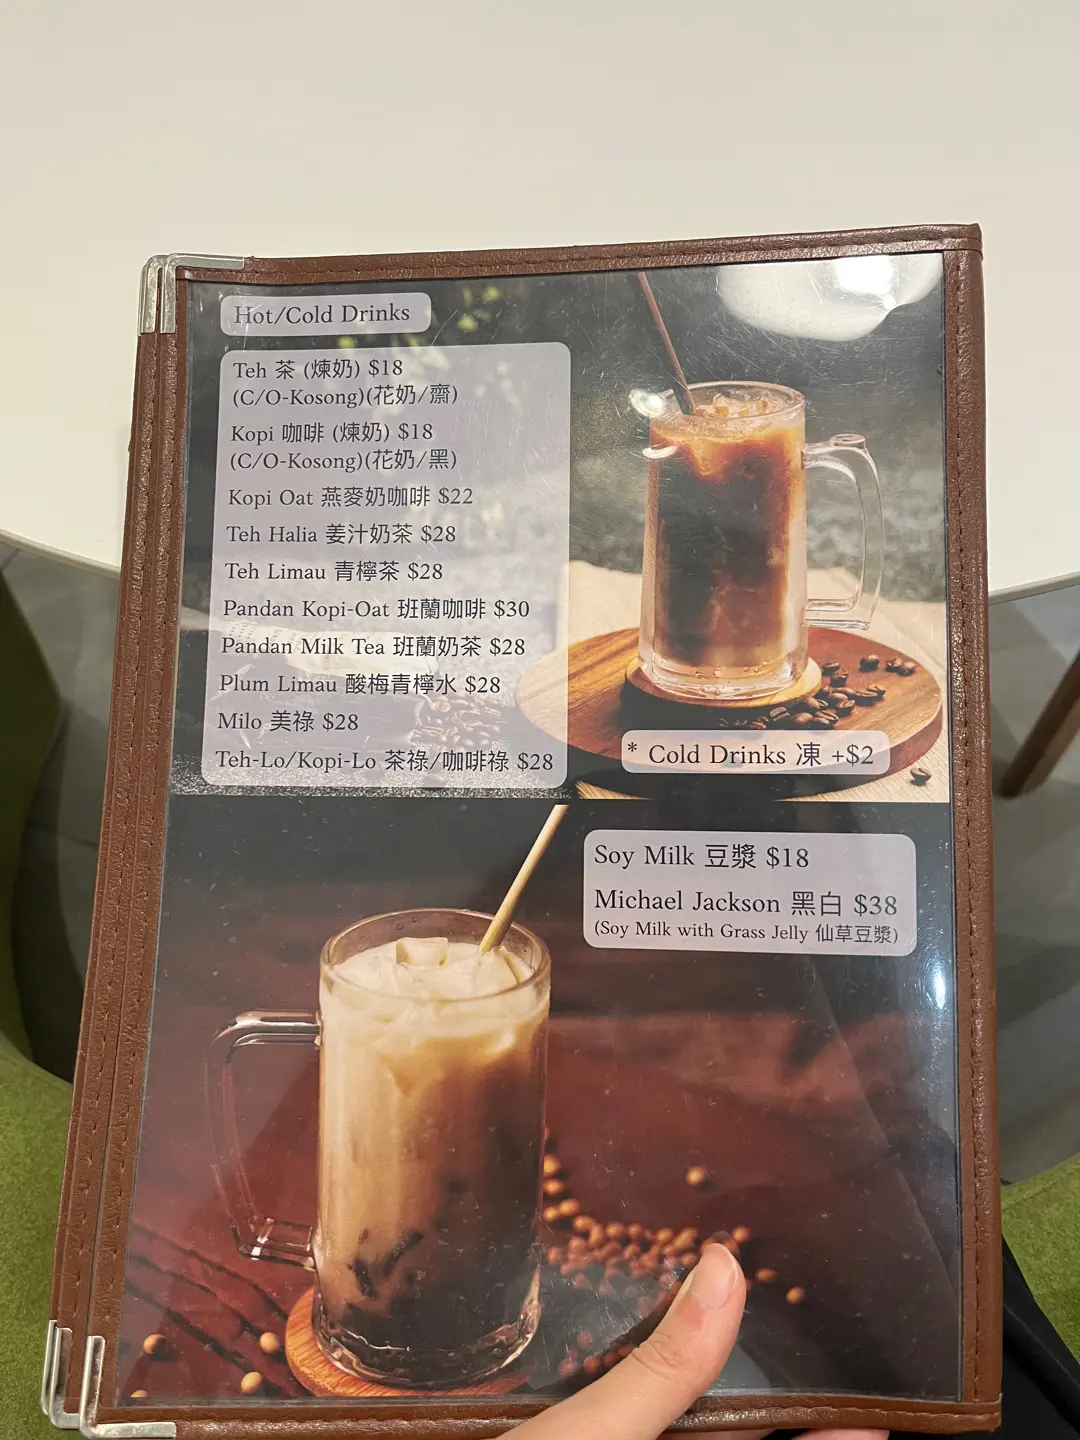 Hot/Cold Drinks
Teh 茶 (煉奶) $18
(C/O-Kosong)(花奶/齋)
Kopi 咖啡 (煉奶) $18
(C/O-Kosong)(花奶/黑)
Kopi Oat 燕麥奶咖啡 $22
Teh Halia 姜汁奶茶 $28
Teh Limau 青檸茶 $28
Pandan Kopi-Oat 班蘭咖啡 $30
Pandan Milk Tea 班蘭奶茶 $28
Plum Limau 酸梅青檸水 $28
Milo 美祿 $28
Teh-Lo/Kopi-Lo 茶祿/咖啡祿 $28
* Cold Drinks 凍 +$2
Soy Milk 豆漿 $18
Michael Jackson 黑白 $38
(Soy Milk with Grass Jelly 仙草豆漿)